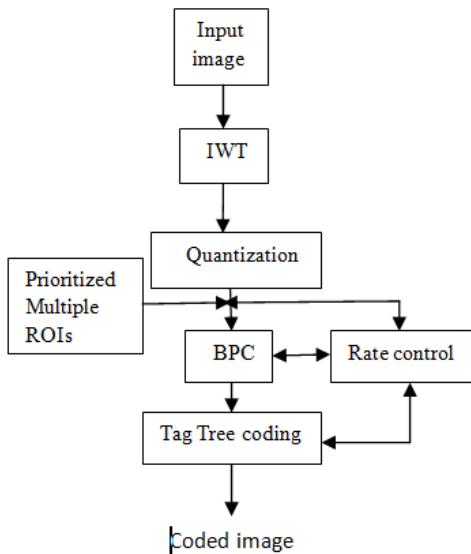 Input
image
IWT
Quantization
Prioritized
Multiple
ROIs
BPC
Rate control
Tag Tree coding
Coded image